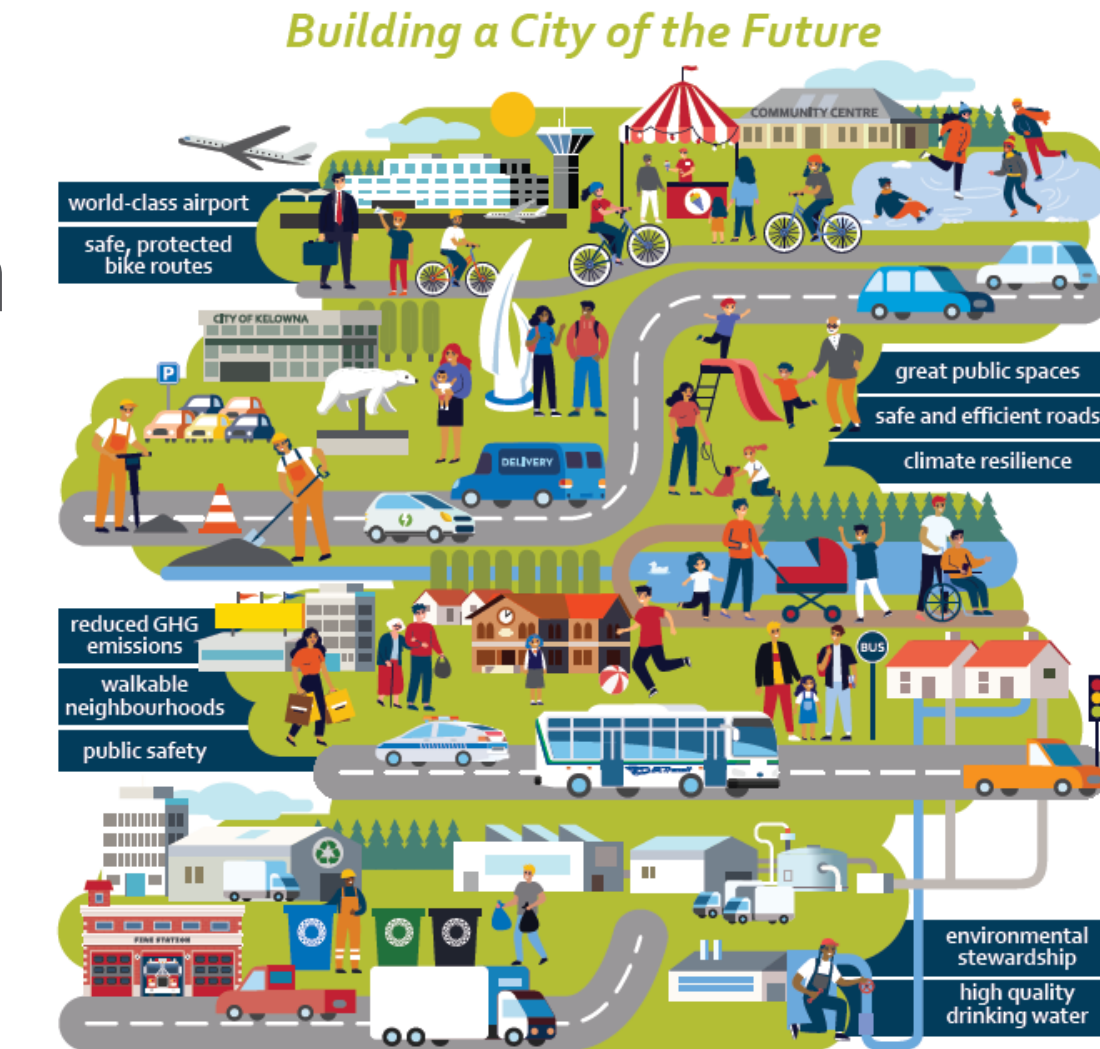 Building a City of the Future
COMMUNITY CENTRE
world-class airport
safe, protected
bike routes
CITY OF KELOWNA
P
great public spaces
safe and efficient roads
climate resilience
DELIVERY
reduced GHG
emissions
walkable
neighbourhoods
public safety
BUS
FIRE STATION
environmental
stewardship
high quality
drinking water